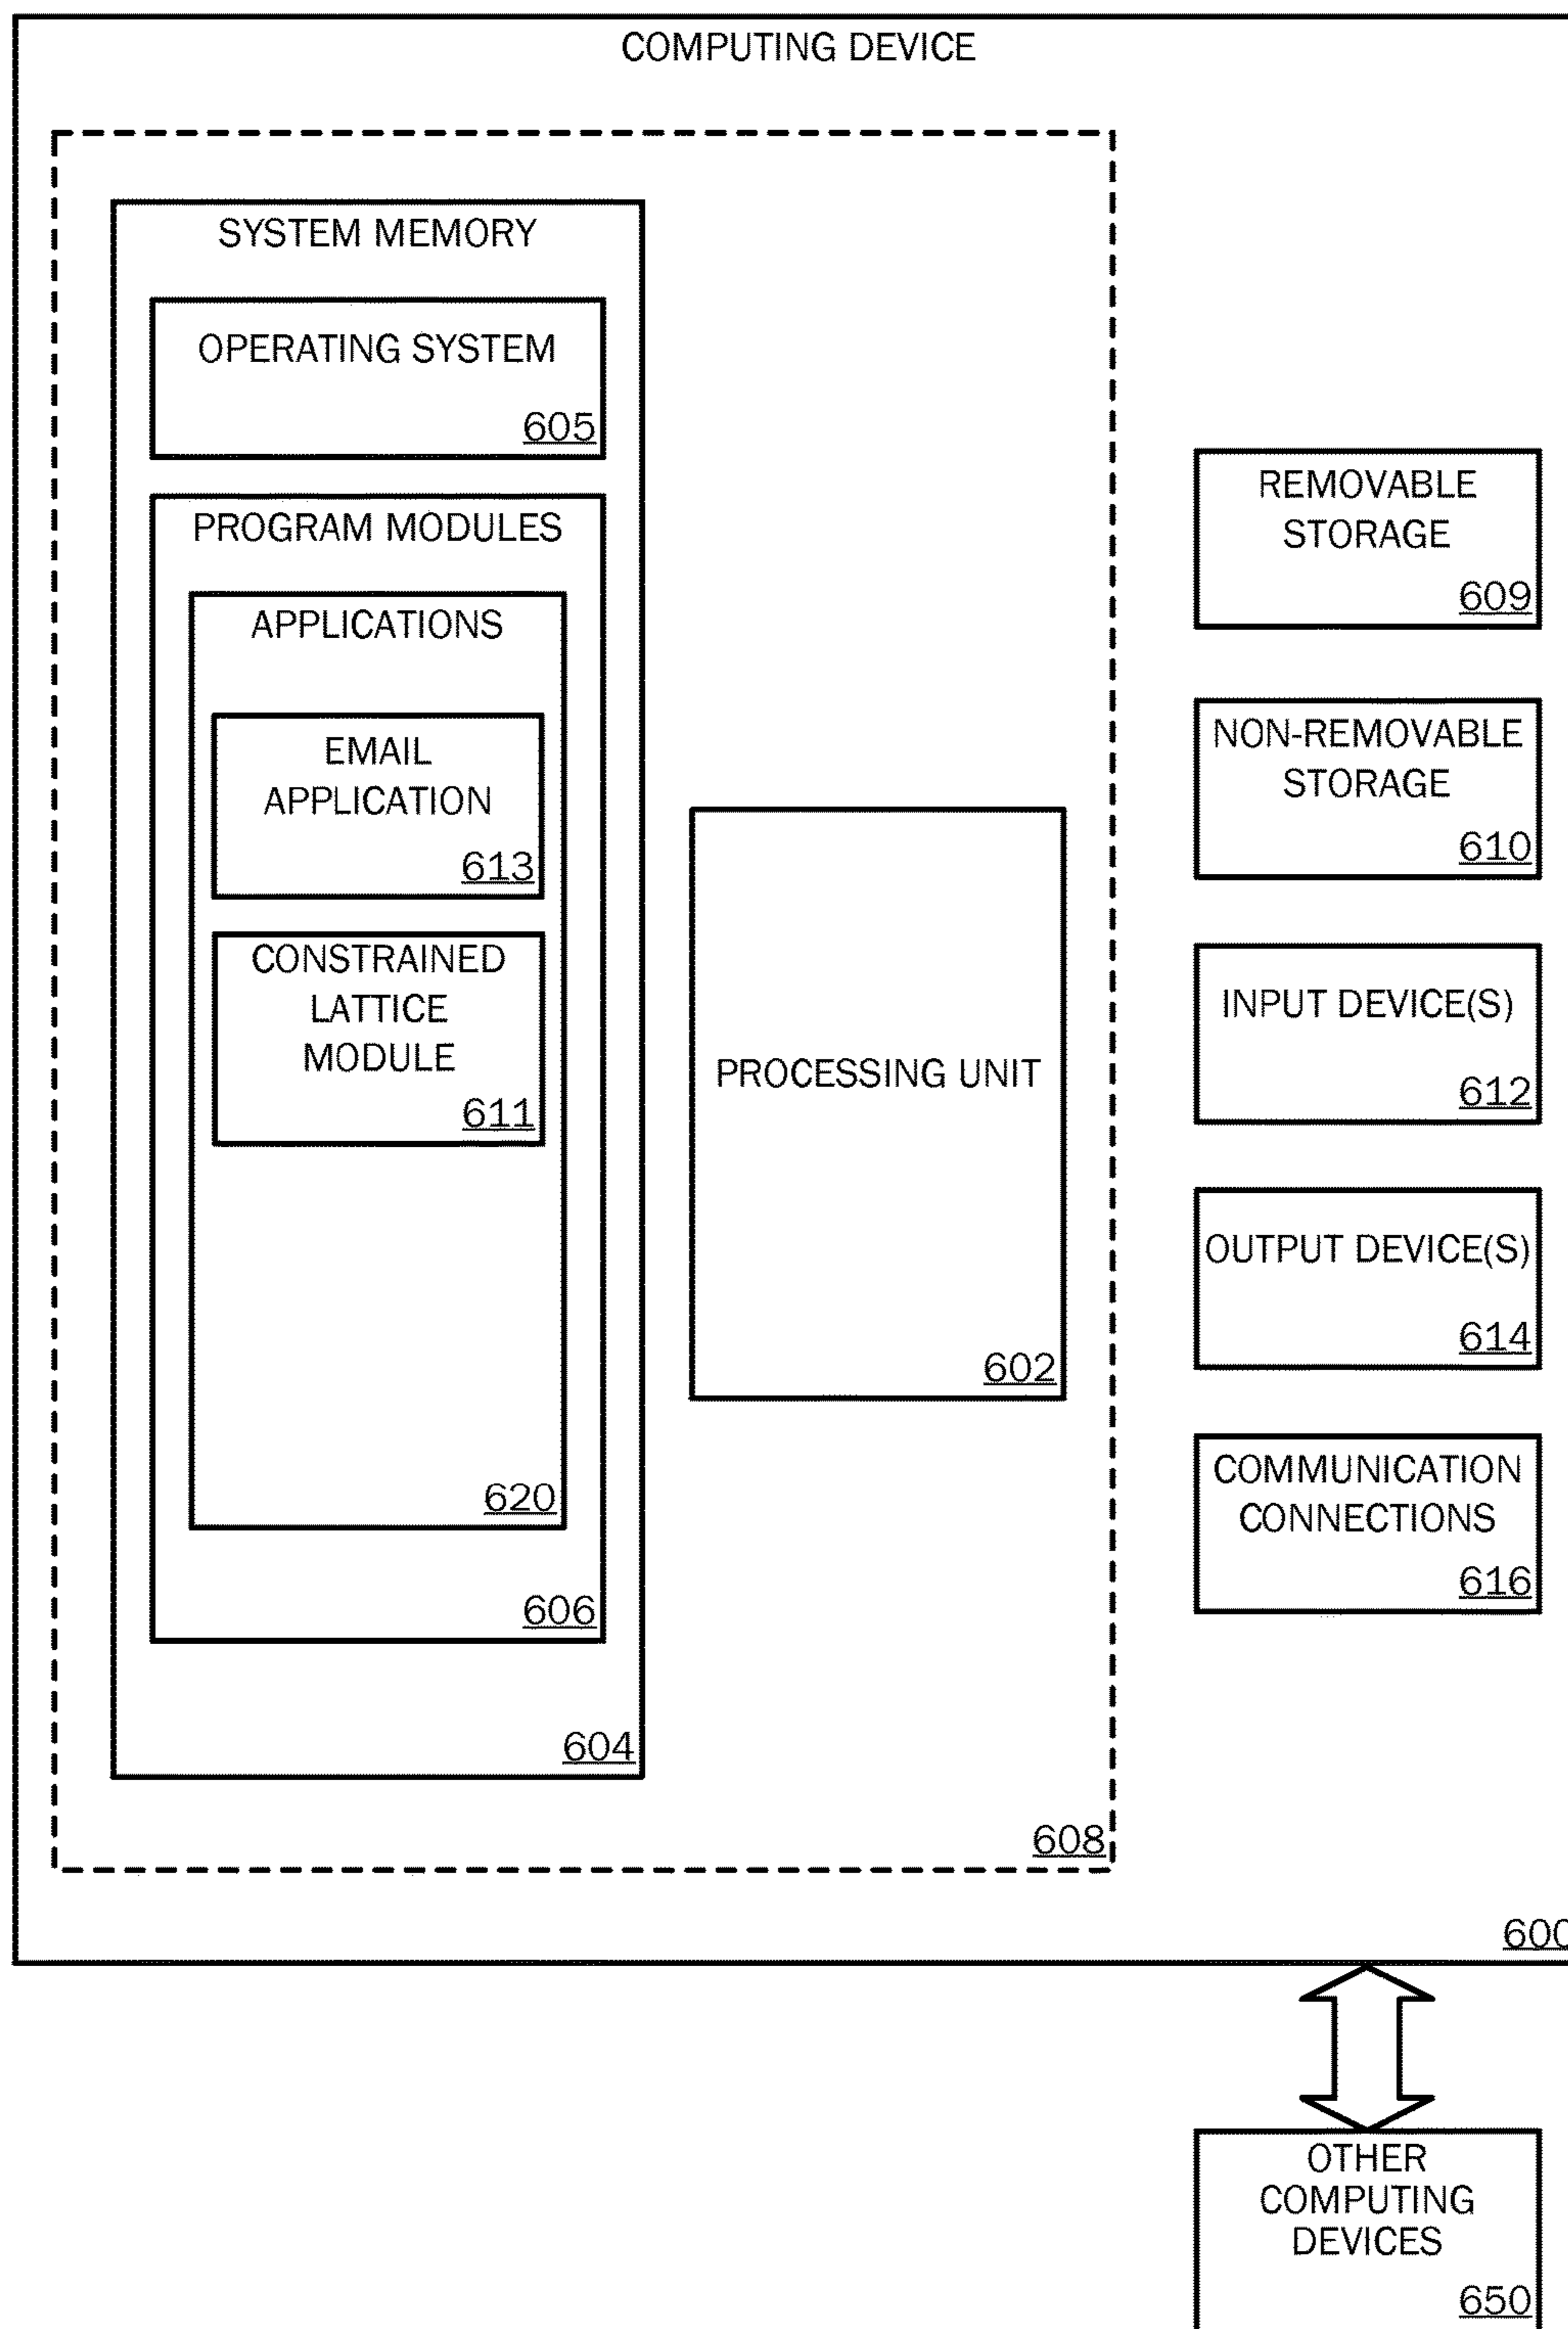 COMPUTING DEVICE
SYSTEM MEMORY
OPERATING SYSTEM
605
PROGRAM MODULES
APPLICATIONS
EMAIL
APPLICATION
613
CONSTRAINED
LATTICE
MODULE
611
620
606
604
PROCESSING UNIT
602
608
REMOVABLE
STORAGE
609
NON-REMOVABLE
STORAGE
610
INPUT DEVICE(S)
612
OUTPUT DEVICE(S)
614
COMMUNICATION
CONNECTIONS
616
600
OTHER
COMPUTING
DEVICES
650